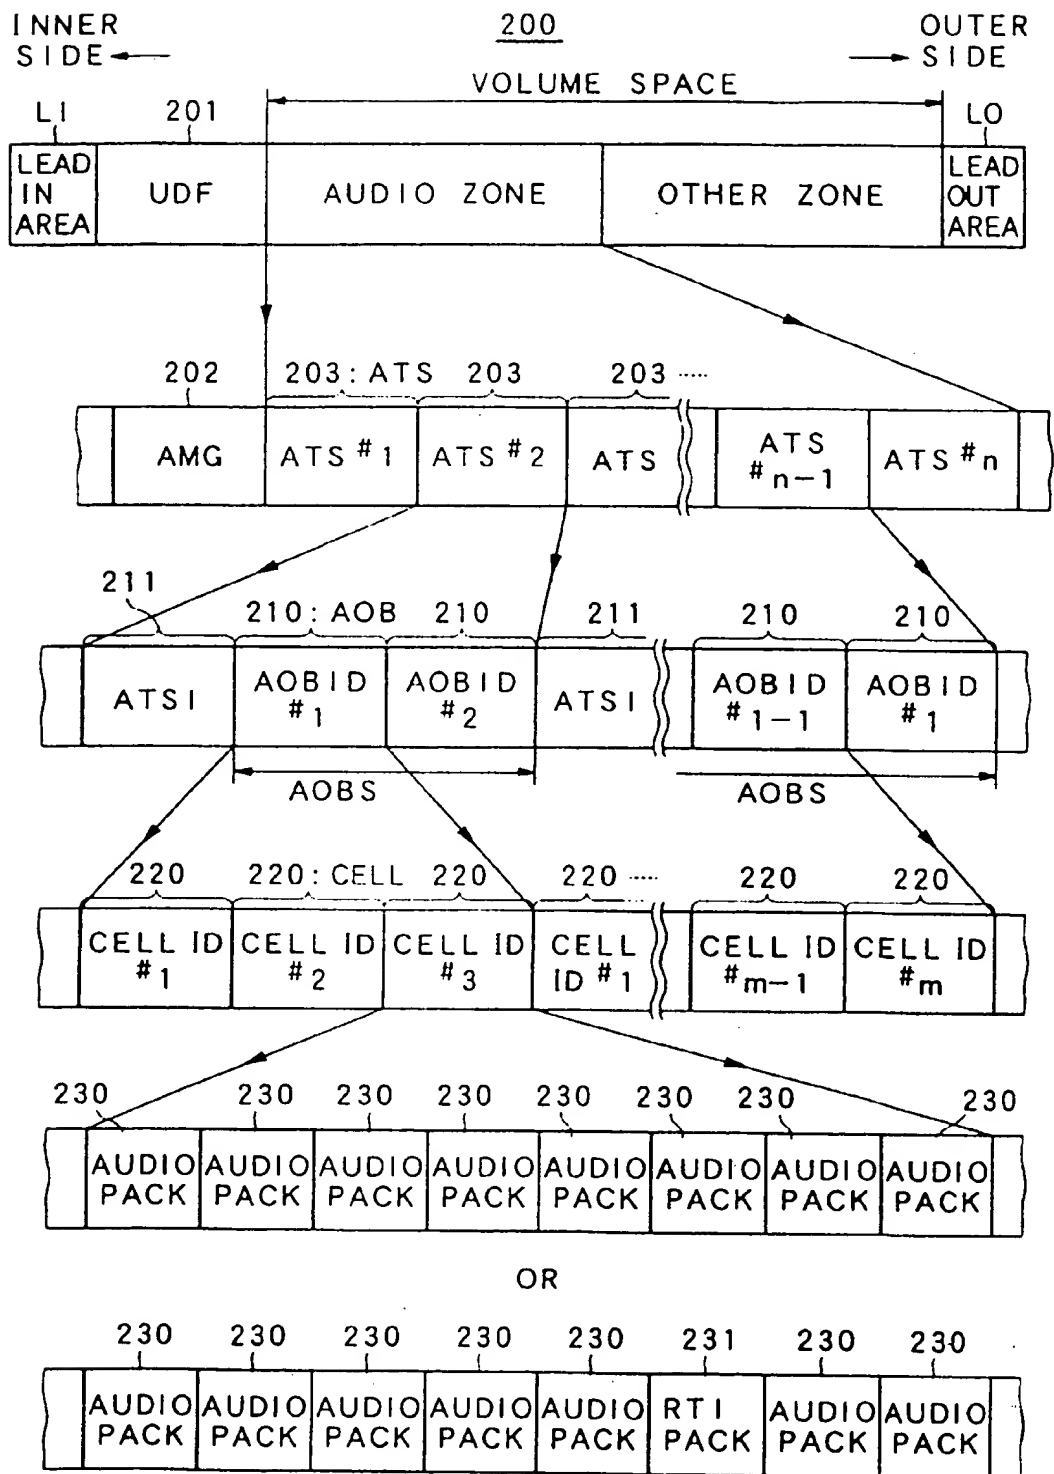 INNER SIDE
200
OUTER SIDE
VOLUME SPACE
LI 201 LO
LEAD IN AREA
UDF
AUDIO ZONE
OTHER ZONE
LEAD OUT AREA
202 203: ATS 203 203 .....
AMG
ATS #1
ATS #2
ATS
ATS #n-1
ATS #n
211 210: AOB 210 211 210 210
ATSI
AOBID #1
AOBID #2
ATSI
AOBID #1-1
AOBID #1
AOBS AOBS
220 220: CELL 220 220 ..... 220 220
CELL ID #1
CELL ID #2
CELL ID #3
CELL ID #1
CELL ID #m-1
CELL ID #m
230 230 230 230 230 230 230 230
AUDIO PACK
AUDIO PACK
AUDIO PACK
AUDIO PACK
AUDIO PACK
AUDIO PACK
AUDIO PACK
AUDIO PACK
OR
230 230 230 230 230 231 230 230
AUDIO PACK
AUDIO PACK
AUDIO PACK
AUDIO PACK
AUDIO PACK
RTI PACK
AUDIO PACK
AUDIO PACK